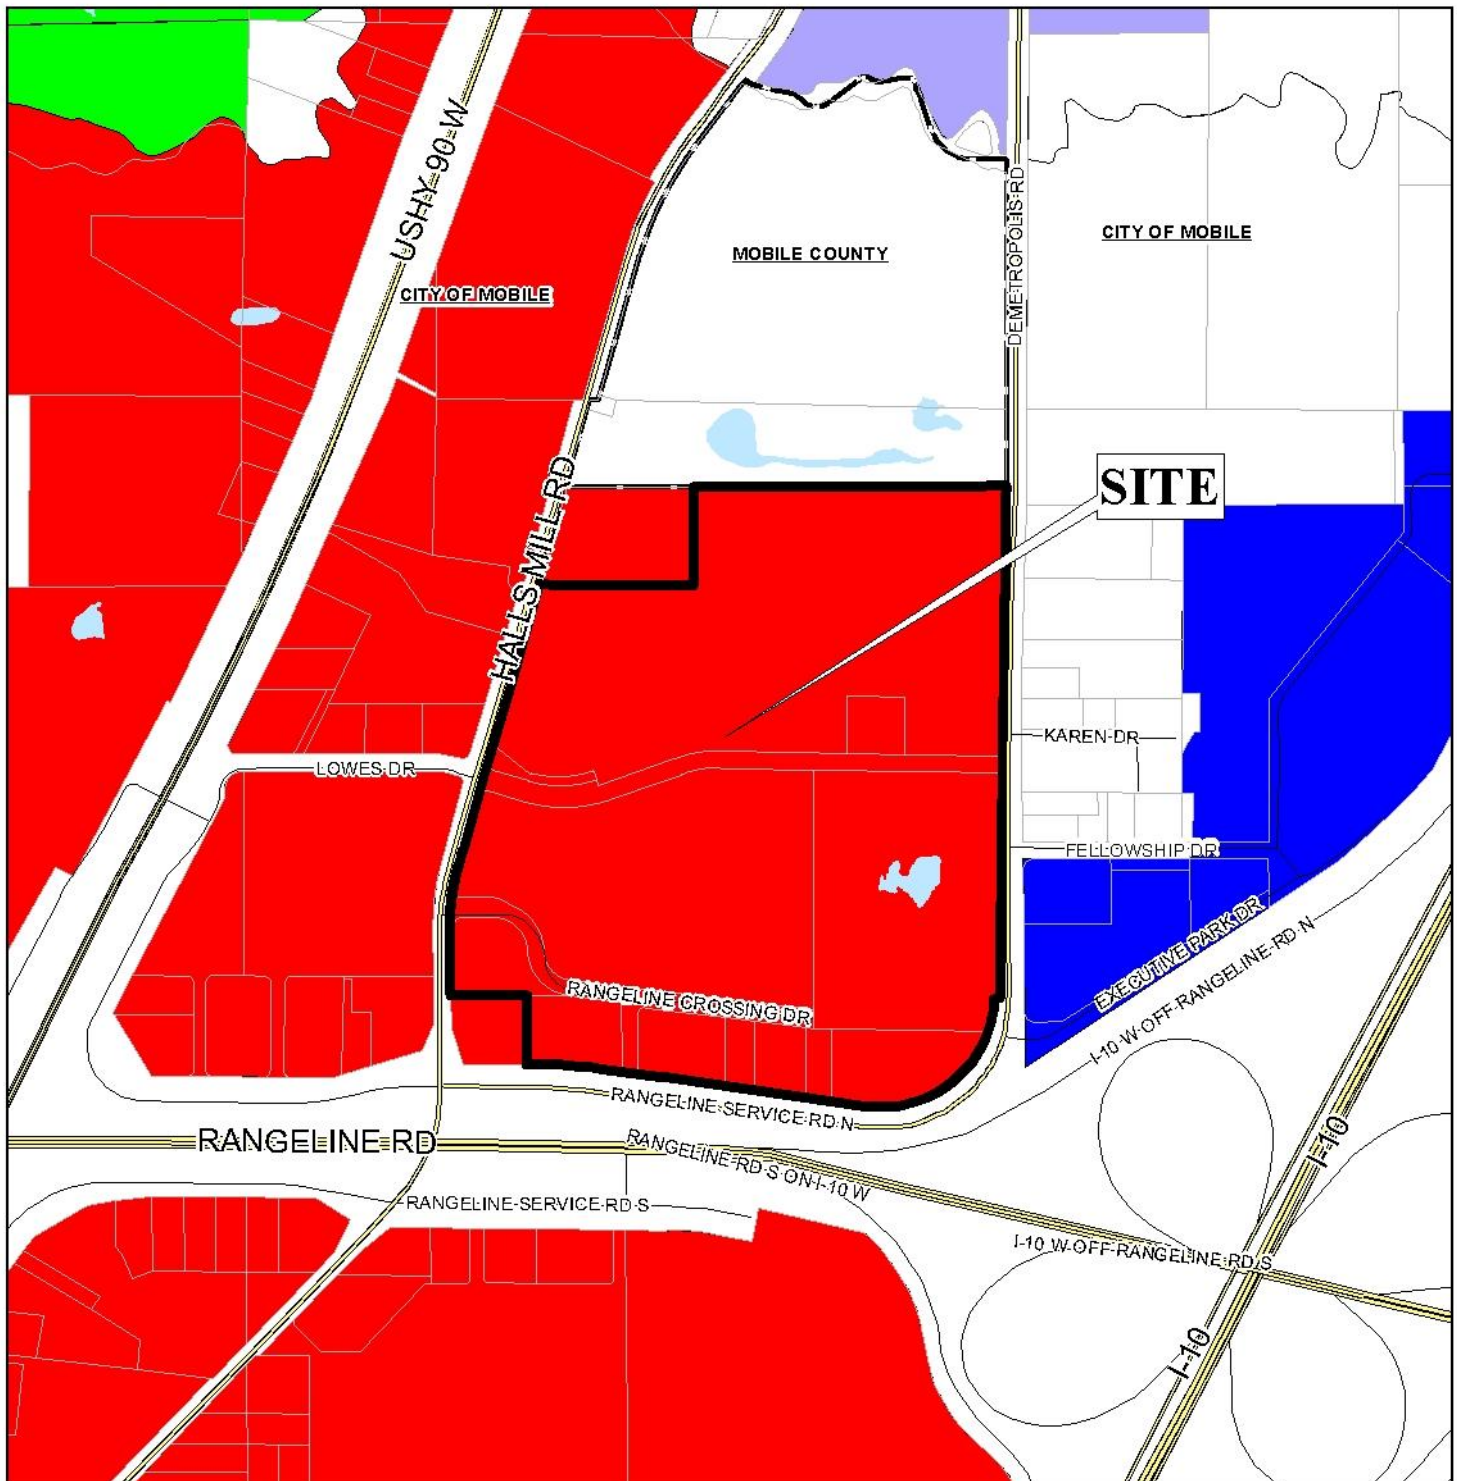 USHY 90 W
DEMETROPOLIS RD
CITY OF MOBILE
MOBILE COUNTY
CITY OF MOBILE
SITE
HALLS MILL RD
KAREN DR
LOWES DR
FELLOWSHIP DR
EXECUTIVE PARK DR
I-10 W OFF RANGELINE RD N
RANGELINE CROSSING DR
RANGELINE SERVICE RD N
RANGELINE RD
RANGELINE RD S ON I-10 W
I-10
RANGELINE SERVICE RD S
I-10 W OFF RANGELINE RD S
I-10